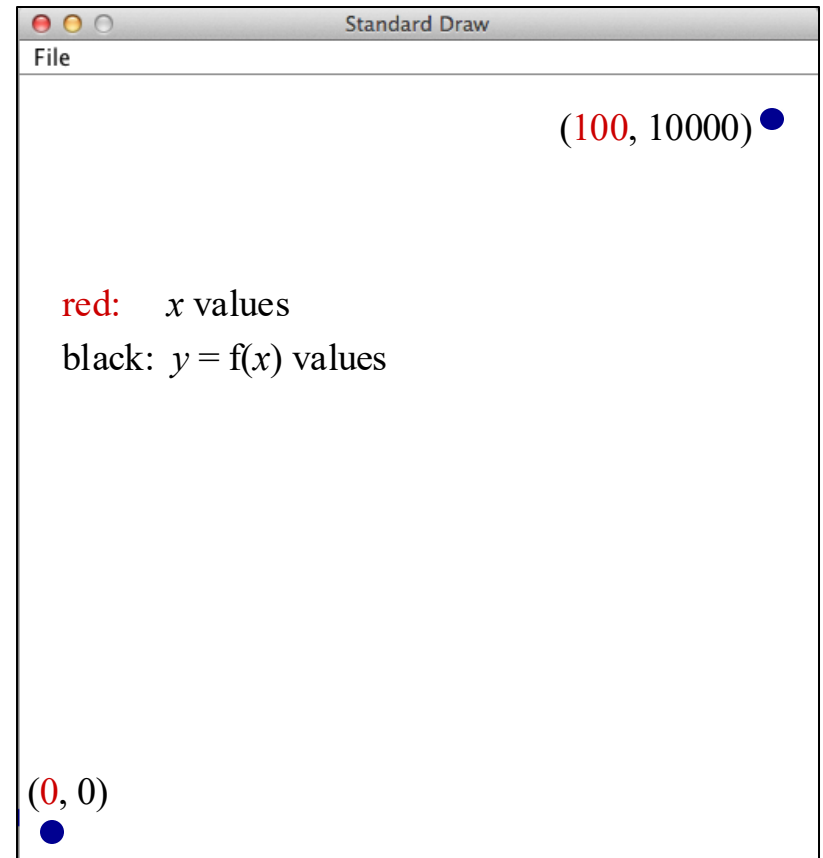 Standard Draw
File
(100, 10000)
red: x values
black: y = f(x) values
(0, 0)